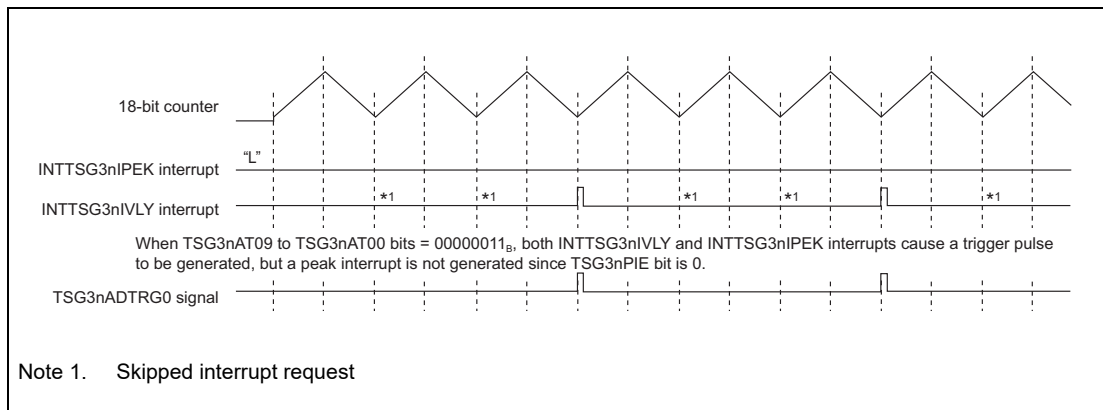 18-bit counter
“L”
INTTSG3nIPEK interrupt
*1 *1 *1 *1 *1
INTTSG3nIVLY interrupt
When TSG3nAT09 to TSG3nAT00 bits = 00000011B, both INTTSG3nIVLY and INTTSG3nIPEK interrupts cause a trigger pulse
to be generated, but a peak interrupt is not generated since TSG3nPIE bit is 0.
TSG3nADTRG0 signal
Note 1. Skipped interrupt request